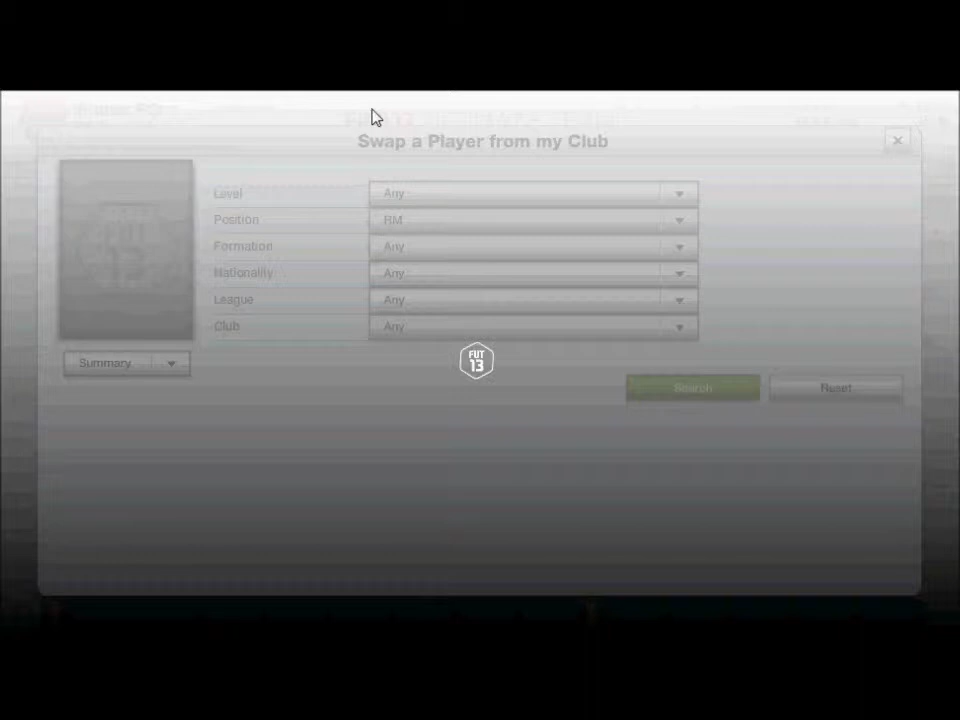 Swap a Player from my Club
Level Any
Position RM
Formation Any
Nationality Any
League Any
Club Any
Summary
FUT
13
Search Reset